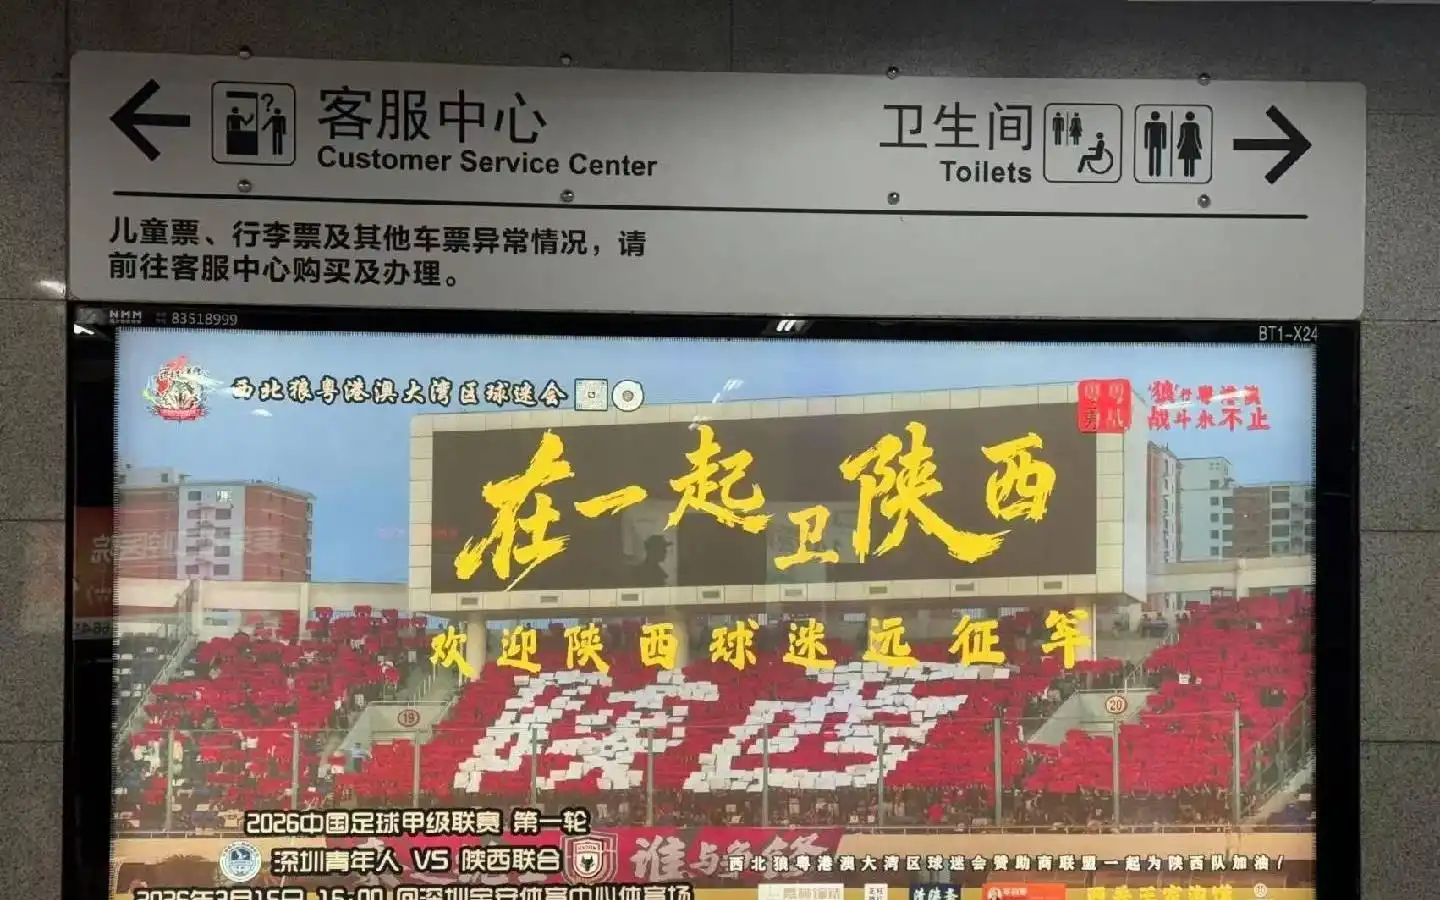 客服中心
Customer Service Center
卫生间
Toilets
儿童票、行李票及其他车票异常情况，请
前往客服中心购买及办理。
NMM
83518999
BT1-X24
西北狼粤港澳大湾区球迷会
战斗永不止
在一起卫陕西
欢迎陕西球迷远征军
陕西
19
20
2026中国足球甲级联赛 第一轮
深圳青年人 VS 陕西联合
谁与争锋
西北狼粤港澳大湾区球迷会赞助商联盟一起为陕西队加油！